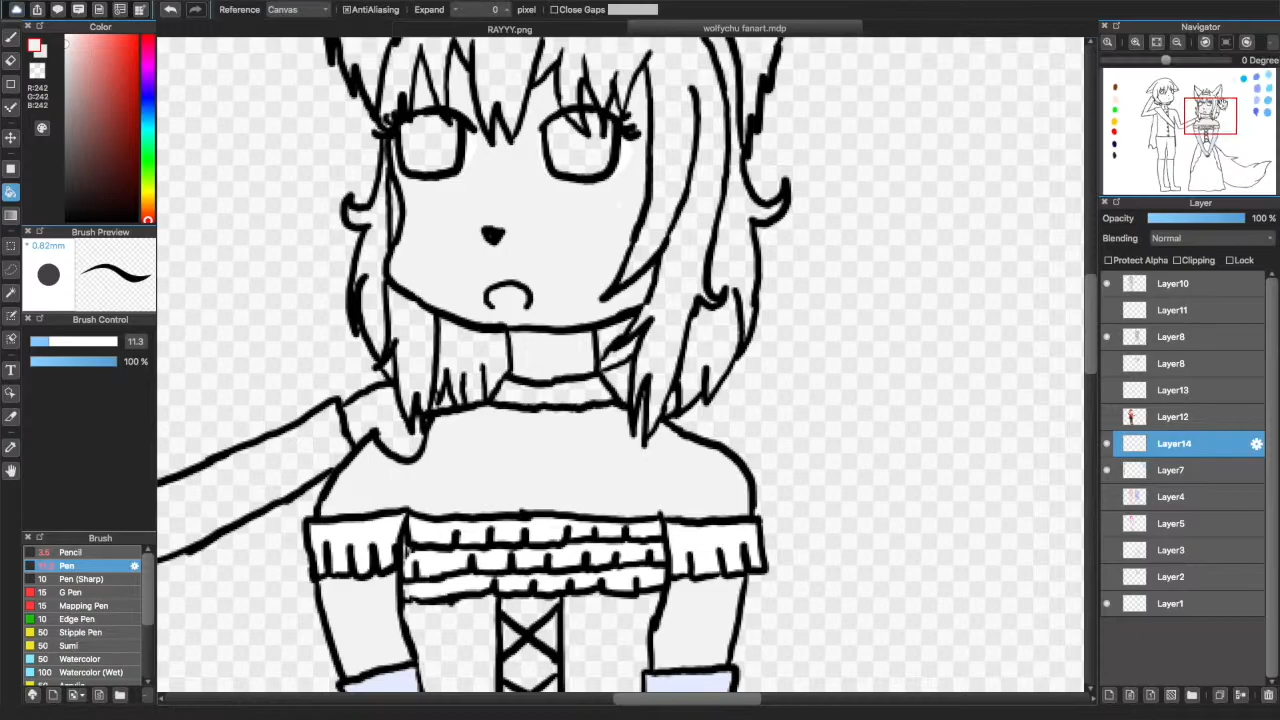 Reference Canvas AntiAliasing Expand 0 pixel Close Gaps
RAYYY.png wolfychu fanart.mdp
Color
R:242
G:242
B:242
Brush Preview
* 0.82mm
Brush Control
11.3
100 %
Brush
3.5 Pencil
11.3 Pen
10 Pen (Sharp)
15 G Pen
15 Mapping Pen
10 Edge Pen
50 Stipple Pen
50 Sumi
50 Watercolor
100 Watercolor (Wet)
Navigator
0 Degree
Layer
Opacity 100 %
Blending Normal
Protect Alpha Clipping Lock
Layer10
Layer11
Layer8
Layer8
Layer13
Layer12
Layer14
Layer7
Layer4
Layer5
Layer3
Layer2
Layer1